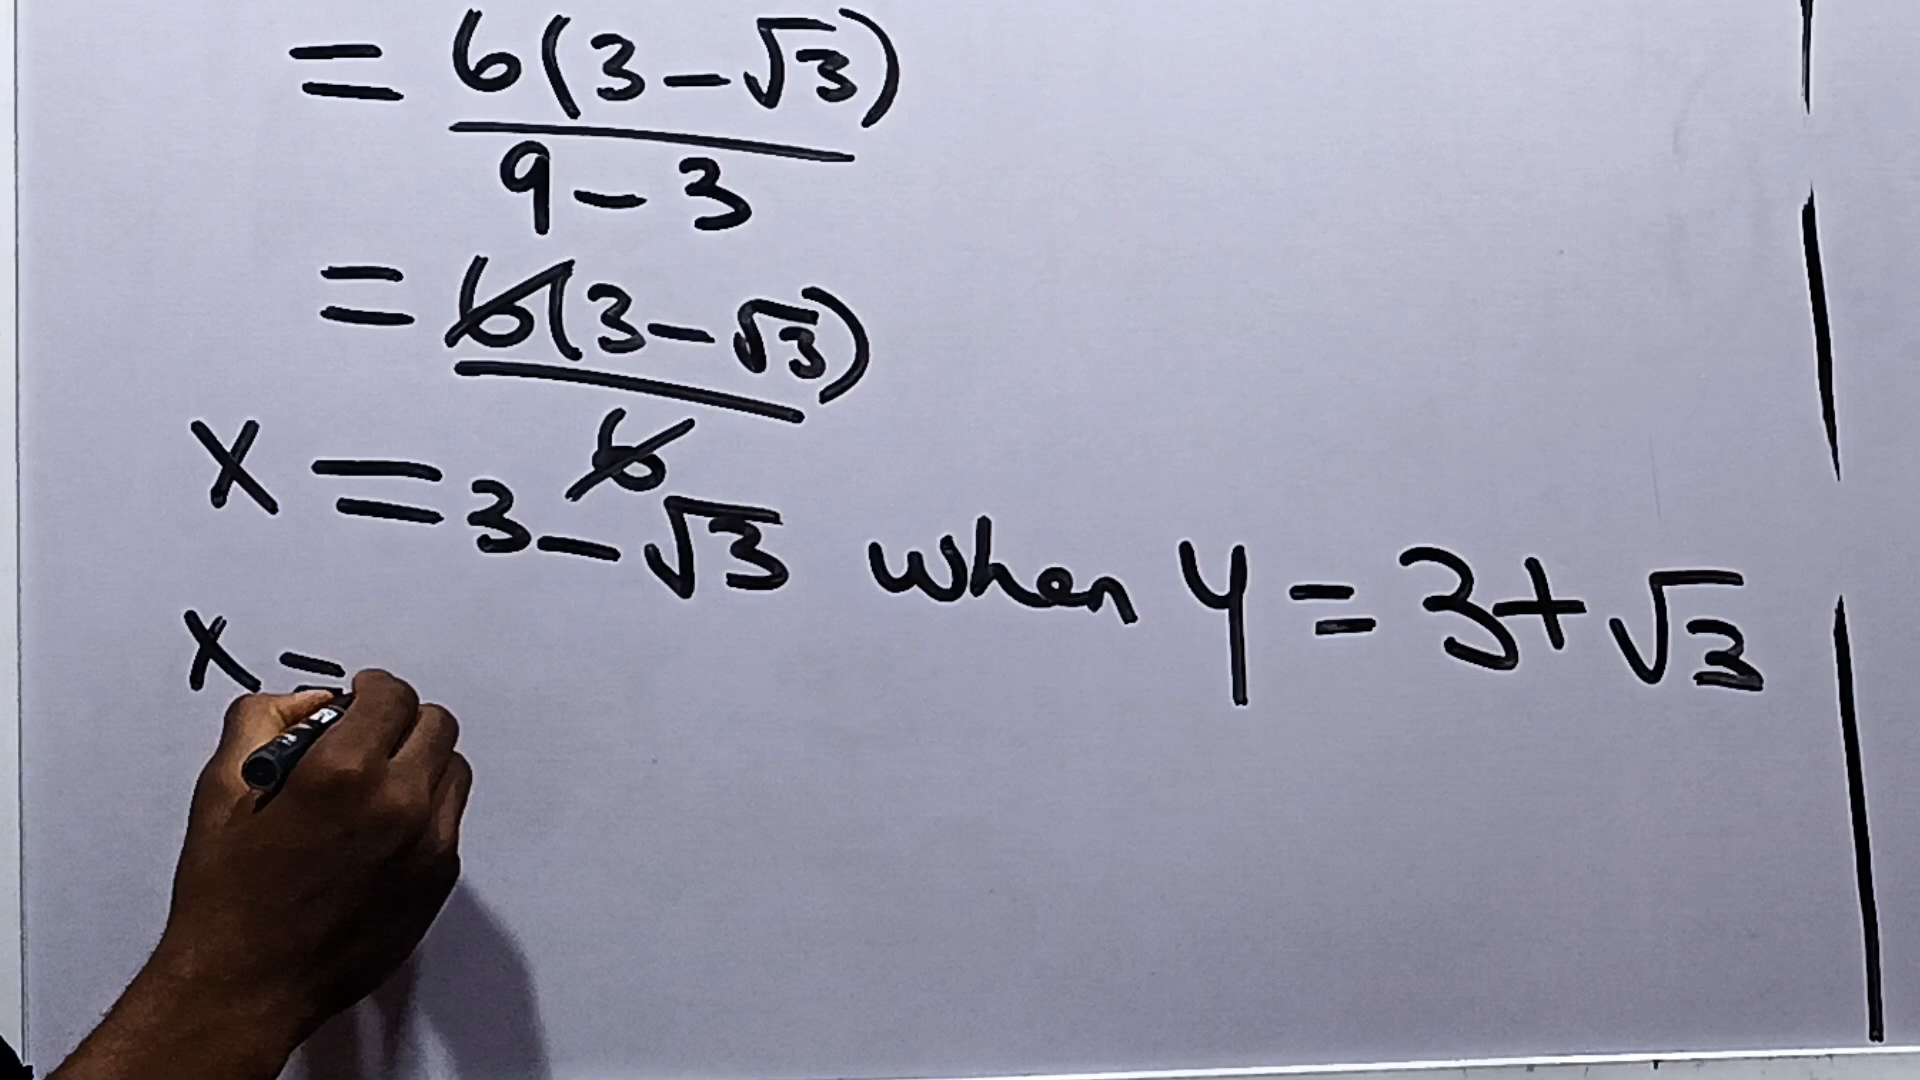 = 6(3-√3)
9-3
= 6(3-√3)
6
x = 3-√3 when y = 3+√3
x =